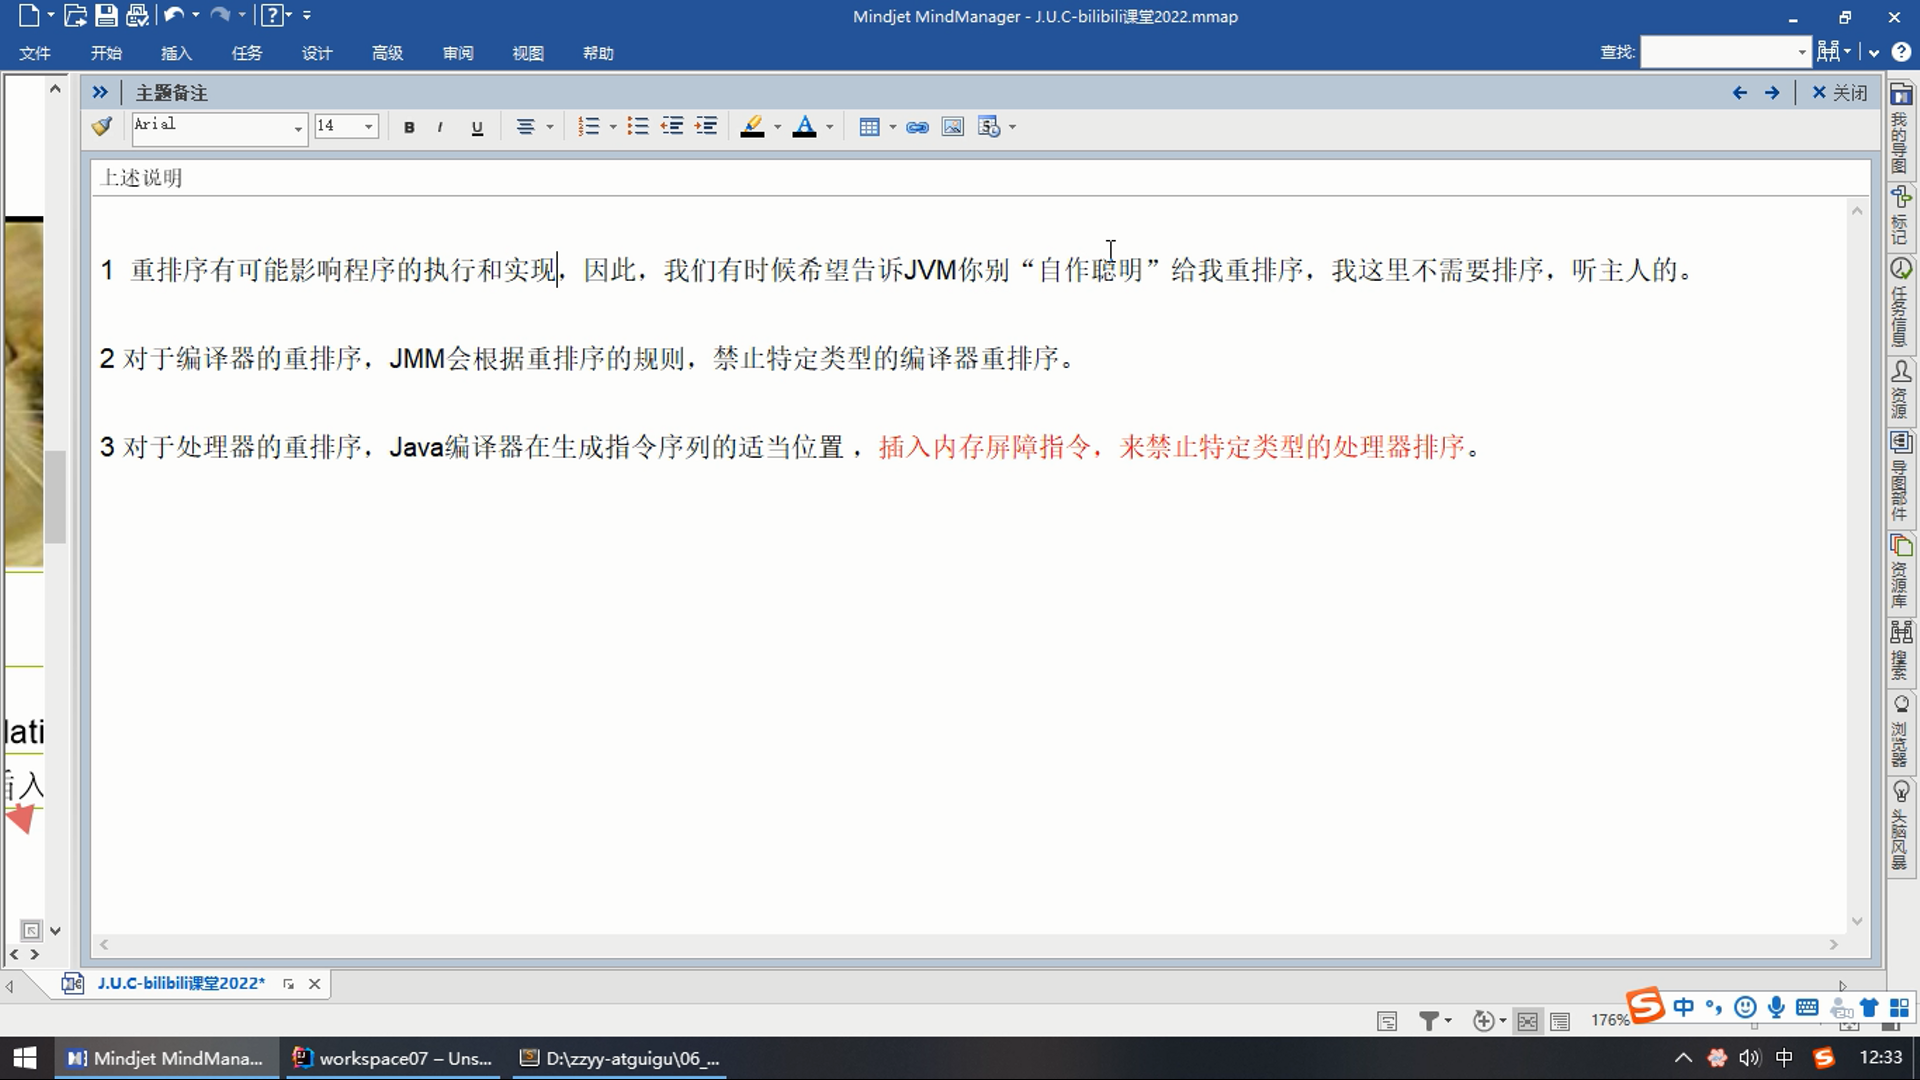 Mindjet MindManager - J.U.C-bilibili课堂2022.mmap
文件 开始 插入 任务 设计 高级 审阅 视图 帮助 查找:
主题备注 关闭
Arial 14 B I U A
上述说明
1 重排序有可能影响程序的执行和实现，因此，我们有时候希望告诉JVM你别“自作聪明”给我重排序，我这里不需要排序，听主人的。
2 对于编译器的重排序，JMM会根据重排序的规则，禁止特定类型的编译器重排序。
3 对于处理器的重排序，Java编译器在生成指令序列的适当位置 ，插入内存屏障指令，来禁止特定类型的处理器排序。
lati
插入
我的导图
标记
任务信息
资源
导图部件
资源库
搜索
浏览器
头脑风暴
J.U.C-bilibili课堂2022*
176%
中
Mindjet MindMana... workspace07 – Uns... D:\zzyy-atguigu\06_... 中 12:33